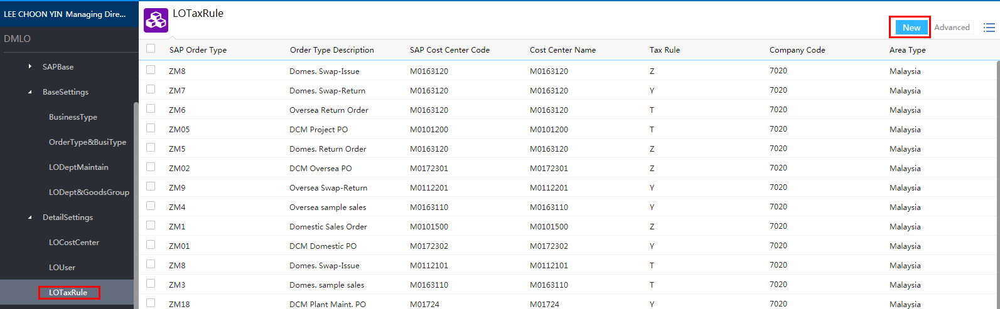 LEE CHOON YIN Managing Dire...
DMLO
SAPBase
BaseSettings
BusinessType
OrderType&BusiType
LODeptMaintain
LODept&GoodsGroup
DetailSettings
LOCostCenter
LOUser
LOTaxRule
LOTaxRule
New Advanced
SAP Order Type Order Type Description SAP Cost Center Code Cost Center Name Tax Rule Company Code Area Type
ZM8 Domes. Swap-Issue M0163120 M0163120 Z 7020 Malaysia
ZM7 Domes. Swap-Return M0163120 M0163120 Y 7020 Malaysia
ZM6 Oversea Return Order M0163120 M0163120 T 7020 Malaysia
ZM05 DCM Project PO M0101200 M0101200 T 7020 Malaysia
ZM5 Domes. Return Order M0163120 M0163120 Z 7020 Malaysia
ZM02 DCM Oversea PO M0172301 M0172301 Z 7020 Malaysia
ZM9 Oversea Swap-Return M0112201 M0112201 Y 7020 Malaysia
ZM4 Oversea sample sales M0163110 M0163110 Y 7020 Malaysia
ZM1 Domestic Sales Order M0101500 M0101500 Z 7020 Malaysia
ZM01 DCM Domestic PO M0172302 M0172302 Y 7020 Malaysia
ZM8 Domes. Swap-Issue M0112101 M0112101 T 7020 Malaysia
ZM3 Domes. sample sales M0163110 M0163110 T 7020 Malaysia
ZM18 DCM Plant Maint. PO M01724 M01724 Y 7020 Malaysia